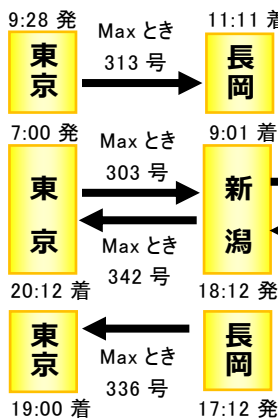 9:28 発
11:11 着
Max とき
313 号
東京
長岡
7:00 発
9:01 着
Max とき
303 号
東京
新潟
Max とき
342 号
20:12 着
18:12 発
東京
長岡
Max とき
336 号
19:00 着
17:12 発